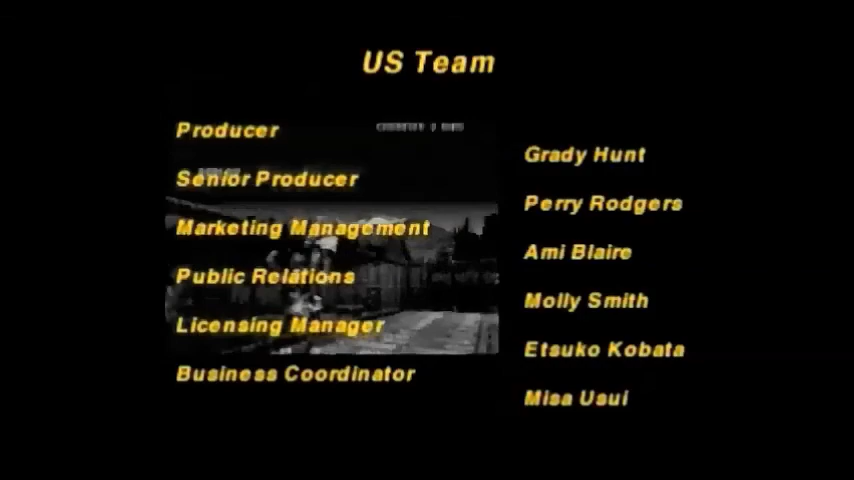 US Team
Producer
Grady Hunt
Senior Producer
Perry Rodgers
Marketing Management
Ami Blaire
Public Relations
Molly Smith
Licensing Manager
Etsuko Kobata
Business Coordinator
Misa Usui